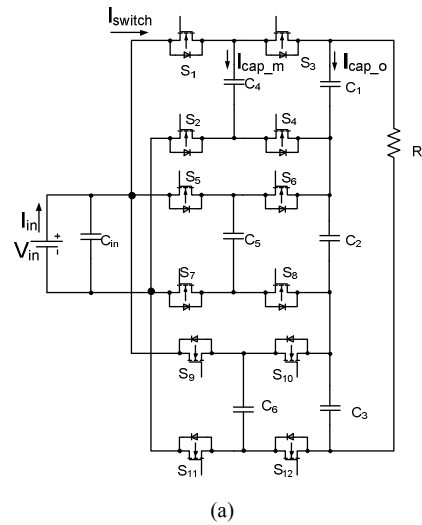 I_switch
S_1
S_3
I_cap_m
I_cap_o
C_4
C_1
S_2
S_4
R
S_5
S_6
I_in
V_in
+
-
C_in
C_5
C_2
S_7
S_8
S_9
S_10
C_6
C_3
S_11
S_12
(a)